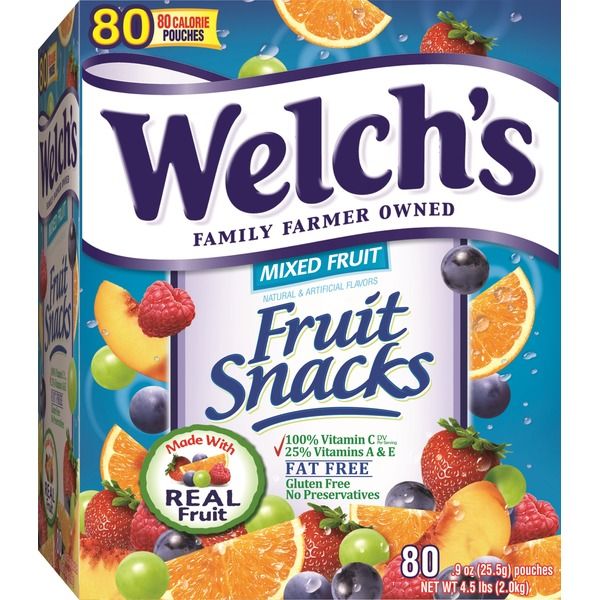 80 80 CALORIE
POUCHES
Welch's
FAMILY FARMER OWNED
MIXED FRUIT
NATURAL & ARTIFICIAL FLAVORS
Fruit
Snacks
✓100% Vitamin C DV Per Serving
25% Vitamins A & E
FAT FREE
Gluten Free
No Preservatives
Made With
REAL
Fruit
80 .9 oz (25.5g) pouches
NET WT 4.5 lbs (2.0kg)
80
Welch's
Fruit
Snacks
REAL